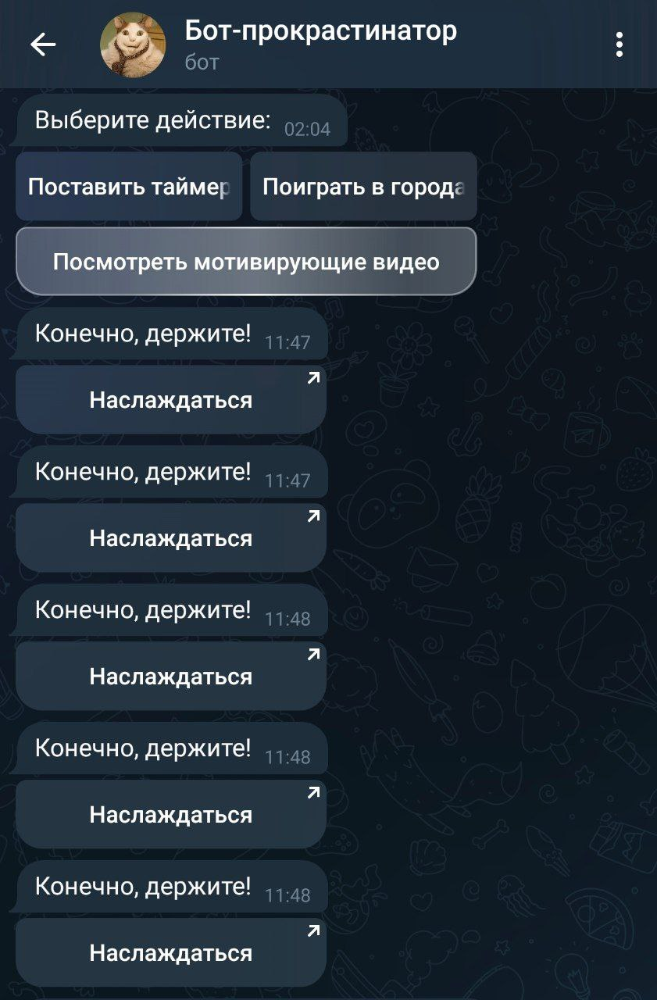 Бот-прокрастинатор
бот
Выберите действие: 02:04
Поставить таймер
Поиграть в города
Посмотреть мотивирующие видео
Конечно, держите! 11:47
Наслаждаться
Конечно, держите! 11:47
Наслаждаться
Конечно, держите! 11:48
Наслаждаться
Конечно, держите! 11:48
Наслаждаться
Конечно, держите! 11:48
Наслаждаться